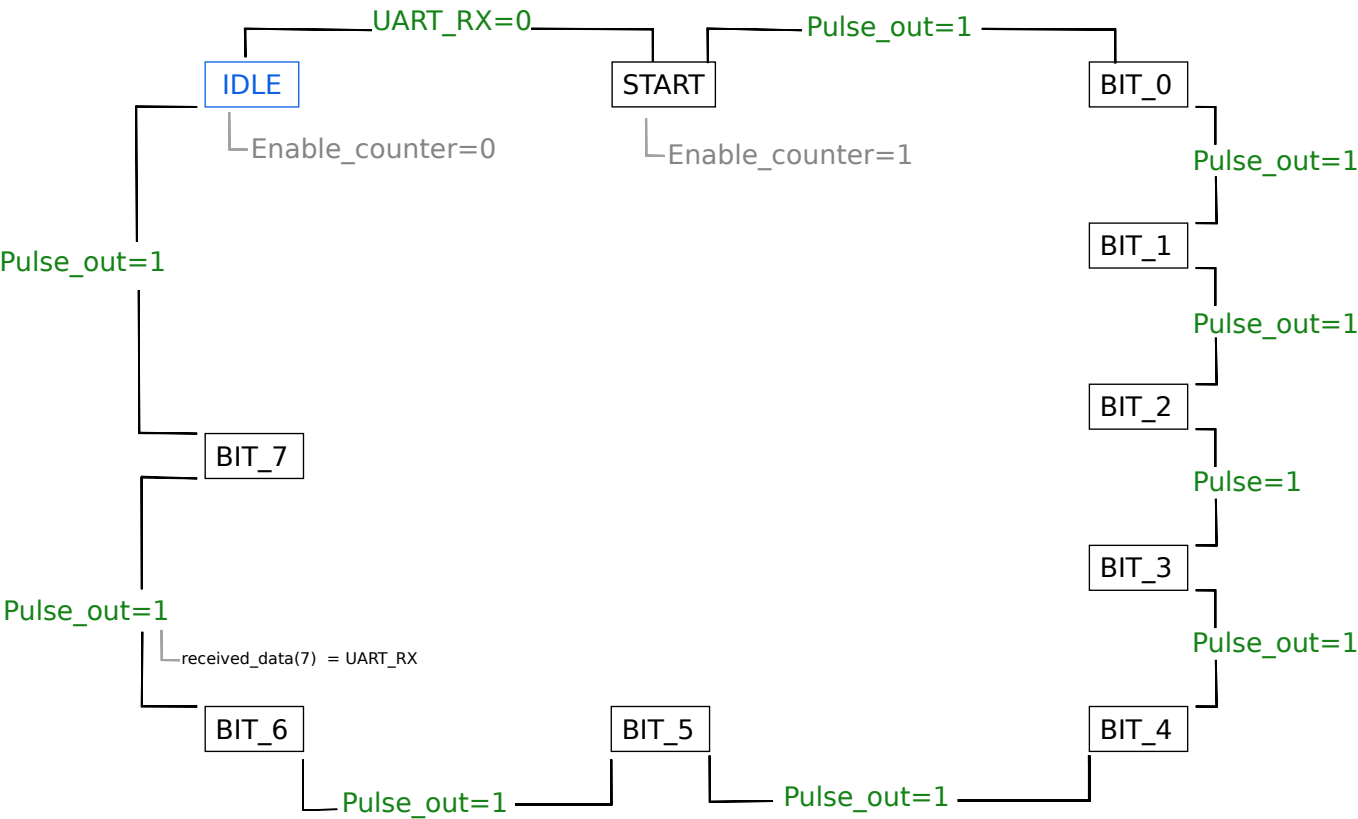 UART_RX=0
Pulse_out=1
IDLE
START
BIT_0
Enable_counter=0
Enable_counter=1
Pulse_out=1
BIT_1
Pulse_out=1
Pulse_out=1
BIT_2
BIT_7
Pulse=1
BIT_3
Pulse_out=1
Pulse_out=1
received_data(7) = UART_RX
BIT_6
BIT_5
BIT_4
Pulse_out=1
Pulse_out=1